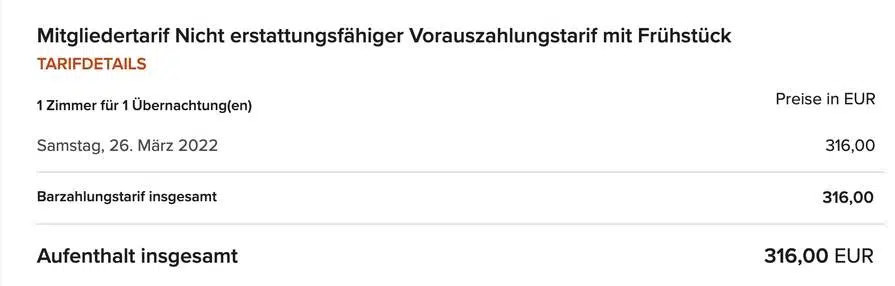 Mitgliedertarif Nicht erstattungsfähiger Vorauszahlungstarif mit Frühstück
TARIFDETAILS
1 Zimmer für 1 Übernachtung(en) Preise in EUR
Samstag, 26. März 2022 316,00
Barzahlungstarif insgesamt 316,00
Aufenthalt insgesamt 316,00 EUR